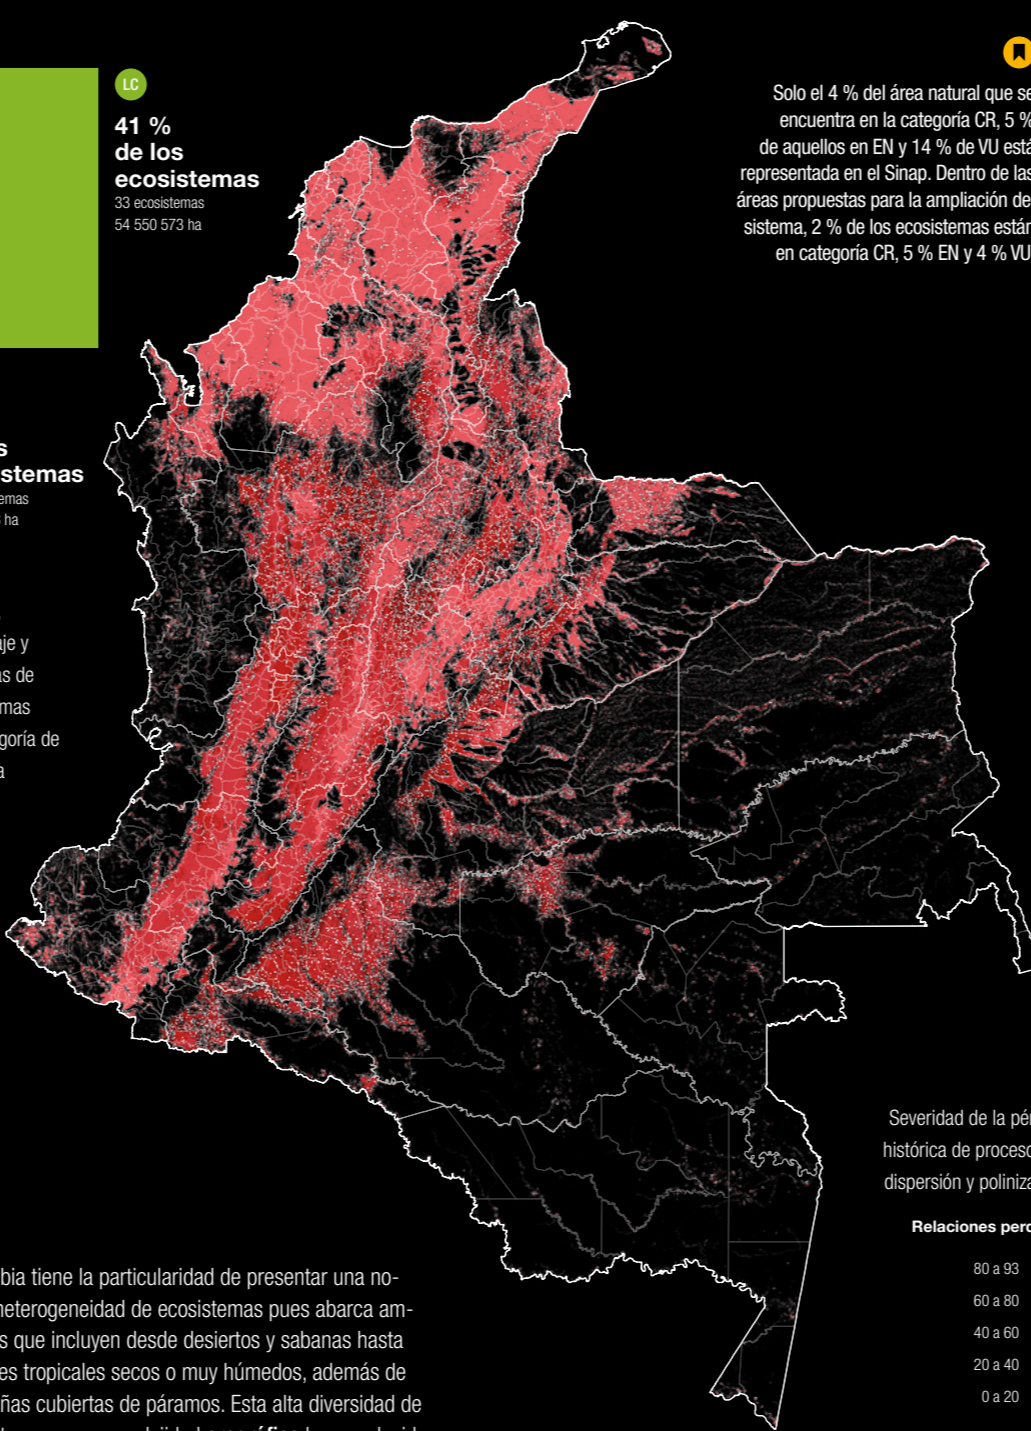 LC
41 %
de los
ecosistemas
33 ecosistemas
54 550 573 ha
Solo el 4 % del área natural que se
encuentra en la categoría CR, 5 %
de aquellos en EN y 14 % de VU está
representada en el Sinap. Dentro de las
áreas propuestas para la ampliación de
sistema, 2 % de los ecosistemas están
en categoría CR, 5 % EN y 4 % VU
s
stemas
emas
ha
aje y
as de
mas
goría de
a
Severidad de la pé
histórica de proceso
dispersión y poliniza
Relaciones perd
80 a 93
60 a 80
40 a 60
20 a 40
0 a 20
bia tiene la particularidad de presentar una no-
heterogeneidad de ecosistemas pues abarca am-
s que incluyen desde desiertos y sabanas hasta
es tropicales secos o muy húmedos, además de
ñas cubiertas de páramos. Esta alta diversidad de